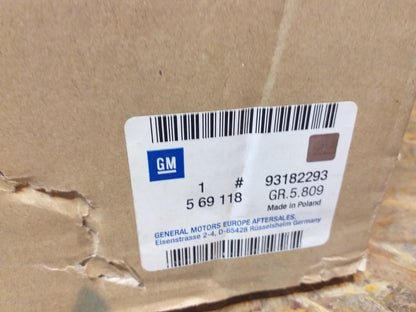 GM
1 # 93182293
5 69 118 GR.5.809
Made in Poland
GENERAL MOTORS EUROPE AFTERSALES,
Eisenstrasse 2-4, D-65428 Rüsselsheim Germany